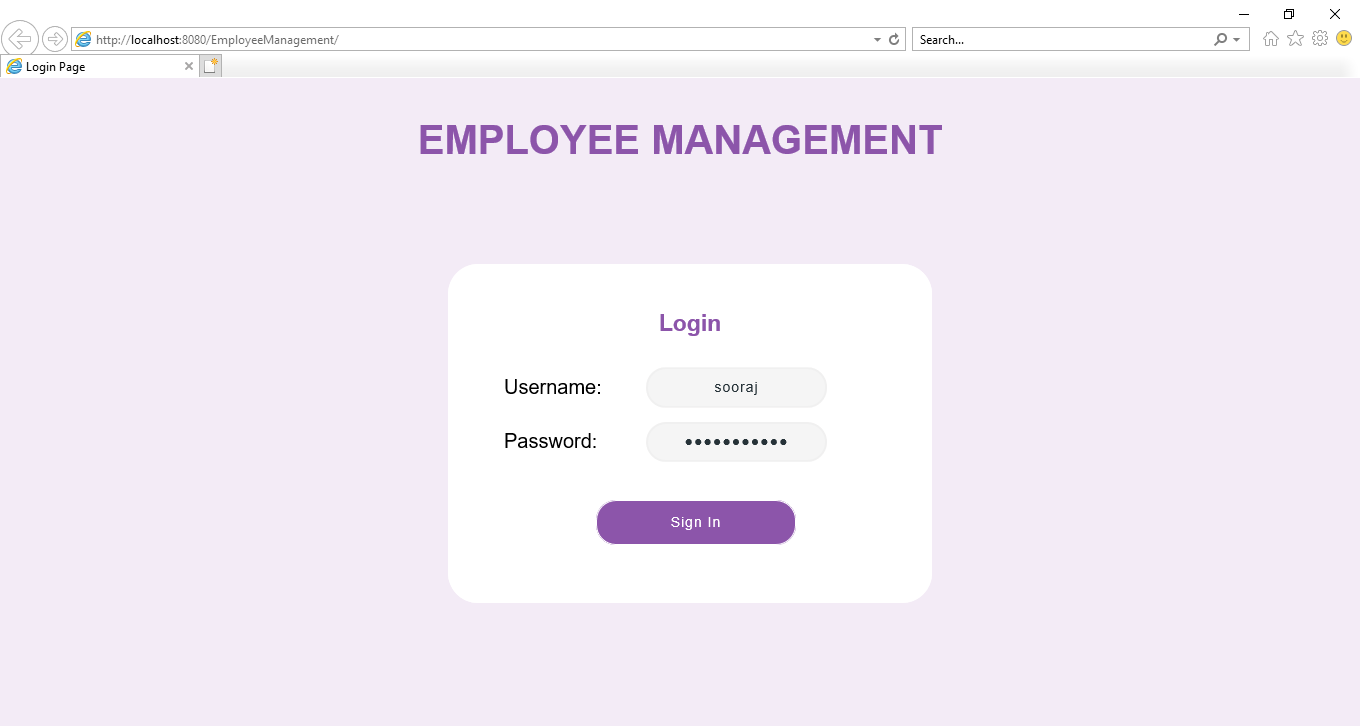 http://localhost:8080/EmployeeManagement/
Search...
Login Page
EMPLOYEE MANAGEMENT
Login
Username: sooraj
Password: •••••••••••
Sign In